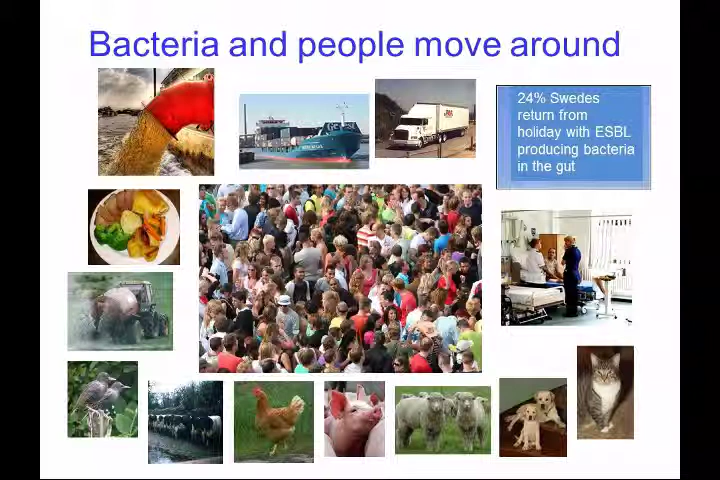 Bacteria and people move around
24% Swedes
return from
holiday with ESBL
producing bacteria
in the gut